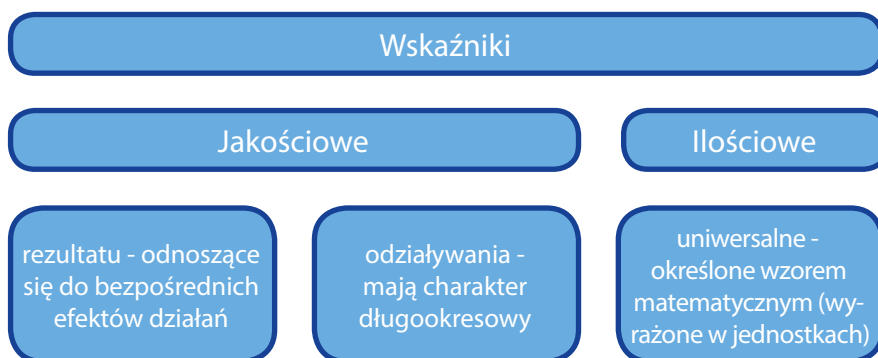 Wskaźniki
Jakościowe
Ilościowe
rezultatu - odnoszące
się do bezpośrednich
efektów działań
odziaływania -
mają charakter
długookresowy
uniwersalne -
określone wzorem
matematycznym (wy-
rażone w jednostkach)